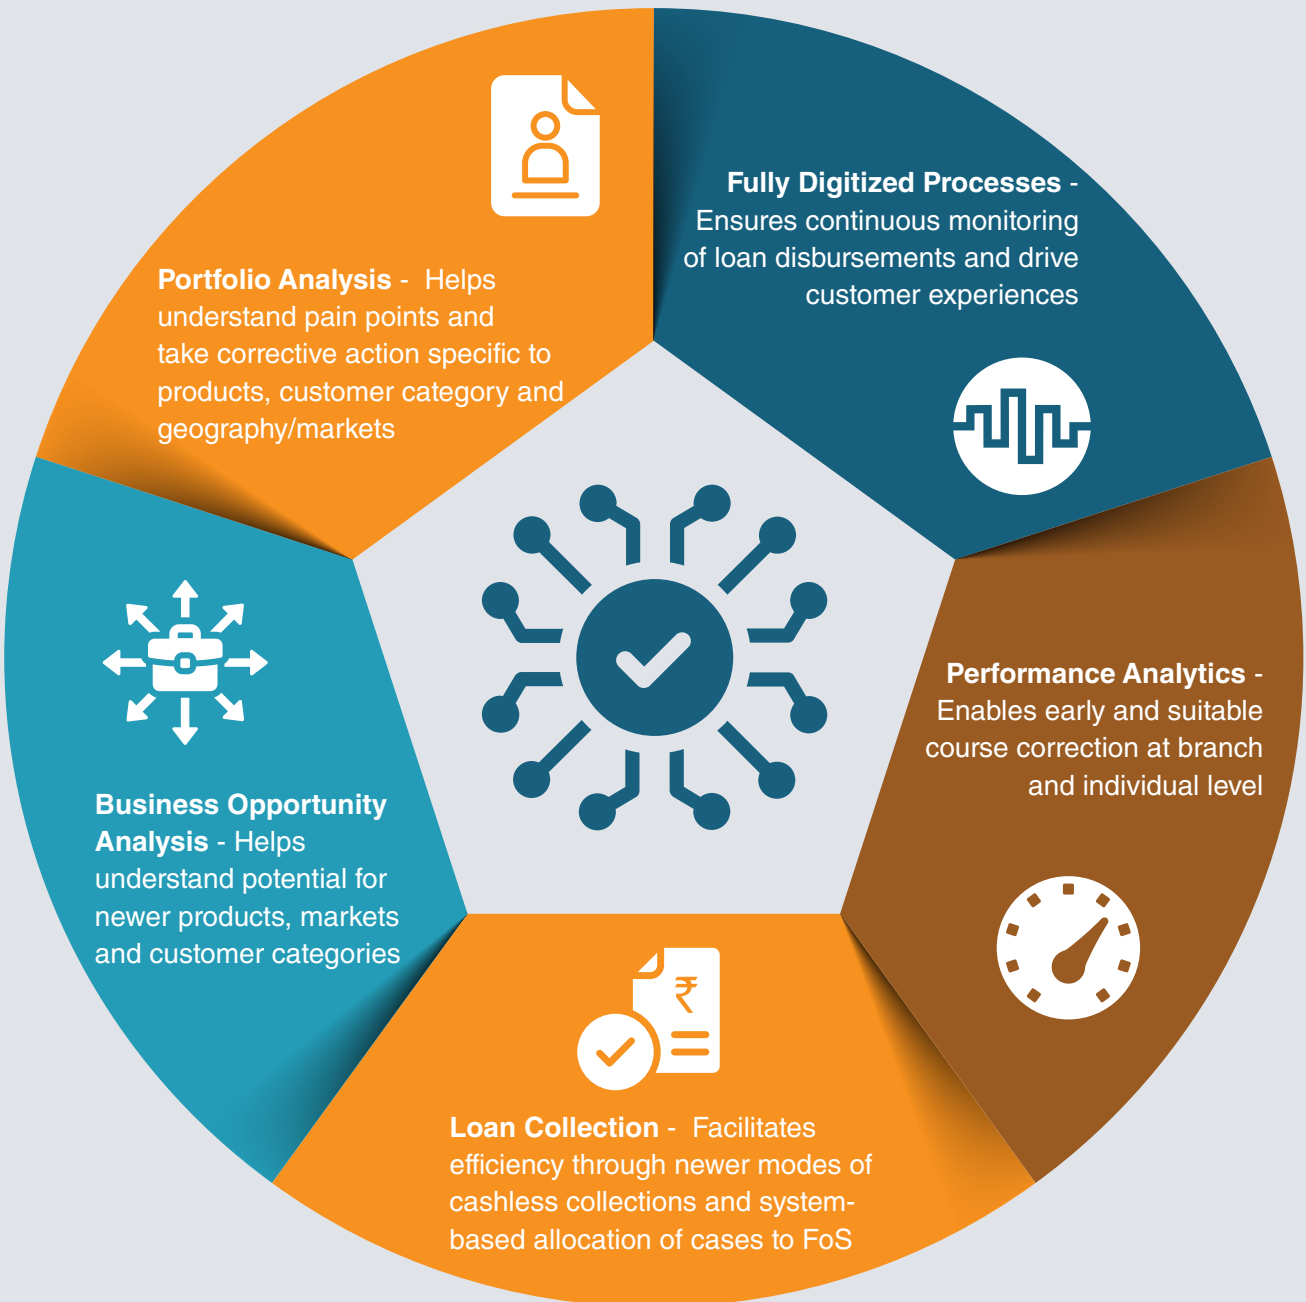 Portfolio Analysis -  Helps
understand pain points and
take corrective action specific to
products, customer category and
geography/markets
Fully Digitized Processes -
Ensures continuous monitoring
of loan disbursements and drive
customer experiences
Performance Analytics -
Enables early and suitable
course correction at branch
and individual level
Business Opportunity
Analysis - Helps
understand potential for
newer products, markets
and customer categories
₹
Loan Collection -  Facilitates
efficiency through newer modes of
cashless collections and system-
based allocation of cases to FoS